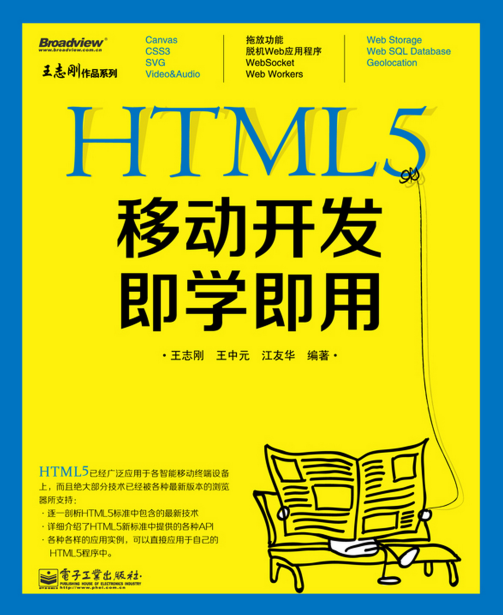 Broadview®
www.broadview.com.cn
王志刚作品系列
Canvas
CSS3
SVG
Video&Audio
拖放功能
脱机Web应用程序
WebSocket
Web Workers
Web Storage
Web SQL Database
Geolocation
HTML5
移动开发
即学即用
·王志刚 王中元 江友华 编著·
HTML5已经广泛应用于各智能移动终端设备
上，而且绝大部分技术已经被各种最新版本的浏览
器所支持：
·逐一剖析HTML5标准中包含的最新技术
·详细介绍了HTML5新标准中提供的各种API
·各种各样的应用实例，可以直接应用于自己的
HTML5程序中。
电子工业出版社
PUBLISHING HOUSE OF ELECTRONICS INDUSTRY
http://www.phei.com.cn